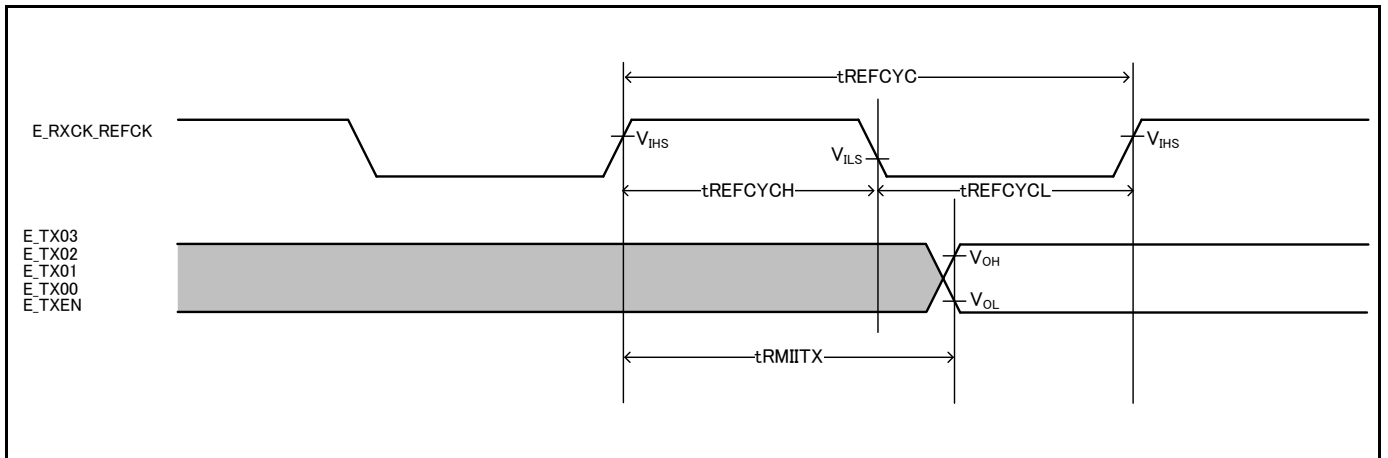 tREFCYC
E_RXCK_REFCK
VIHS
VILS
VIHS
tREFCYCH
tREFCYCL
E_TX03
E_TX02
E_TX01
E_TX00
E_TXEN
VOH
VOL
tRMIITX